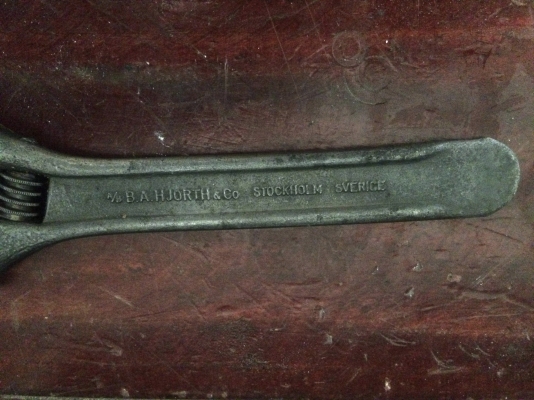 A/B B.A. HJORTH & Co STOCKHOLM SVERIGE